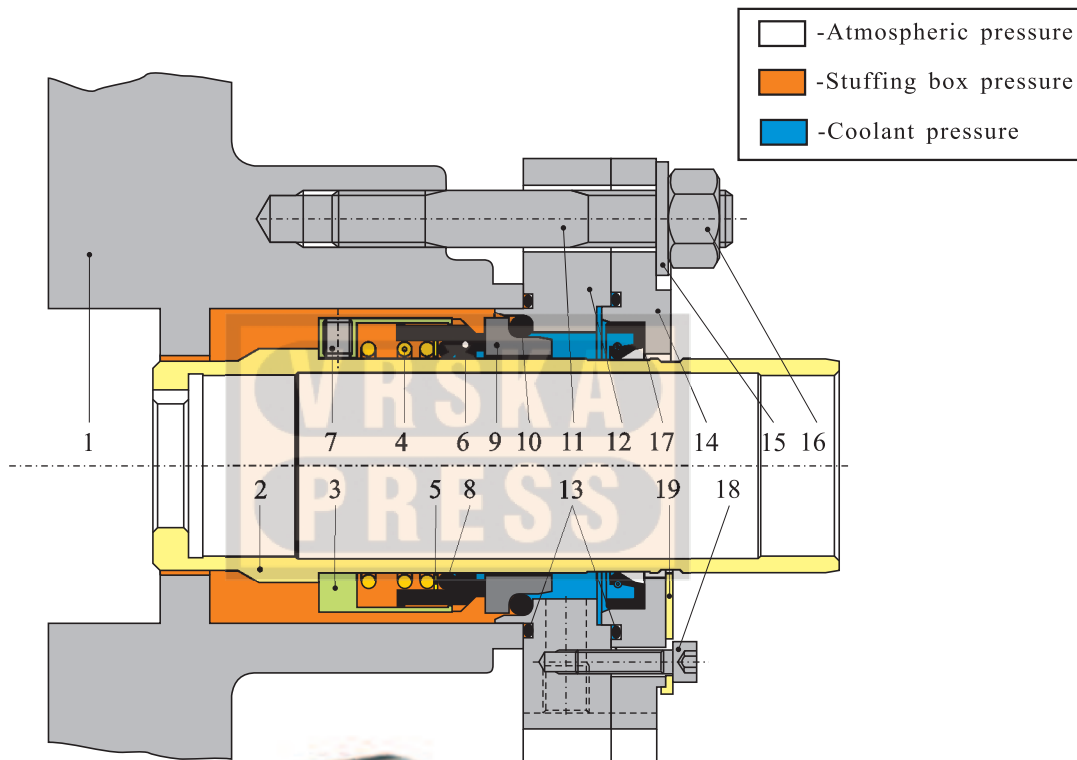 -Atmospheric pressure
-Stuffing box pressure
-Coolant pressure
1 7 4 6 9 10 11 12 17 14 15 16
2 3 5 8 13 19 18
VRSKA
PRESS